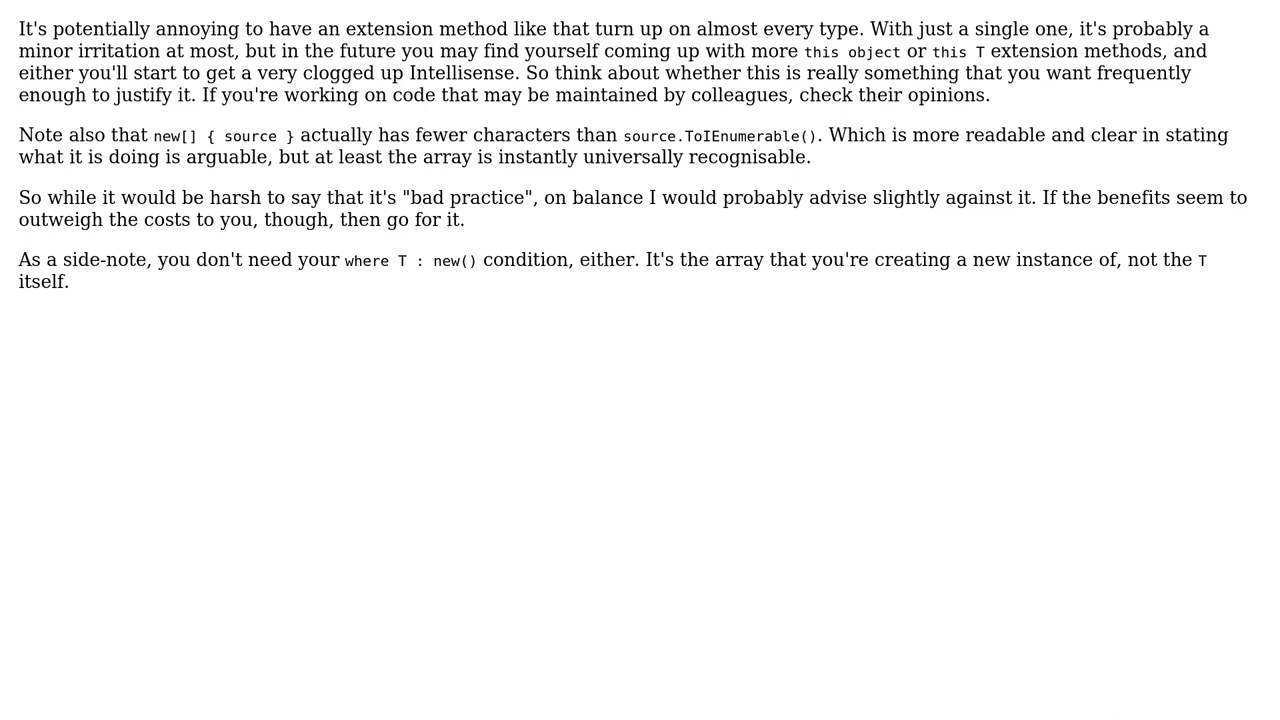 It's potentially annoying to have an extension method like that turn up on almost every type. With just a single one, it's probably a
minor irritation at most, but in the future you may find yourself coming up with more this object or this T extension methods, and
either you'll start to get a very clogged up Intellisense. So think about whether this is really something that you want frequently
enough to justify it. If you're working on code that may be maintained by colleagues, check their opinions.
Note also that new[] { source } actually has fewer characters than source.ToIEnumerable(). Which is more readable and clear in stating
what it is doing is arguable, but at least the array is instantly universally recognisable.
So while it would be harsh to say that it's "bad practice", on balance I would probably advise slightly against it. If the benefits seem to
outweigh the costs to you, though, then go for it.
As a side-note, you don't need your where T : new() condition, either. It's the array that you're creating a new instance of, not the T
itself.